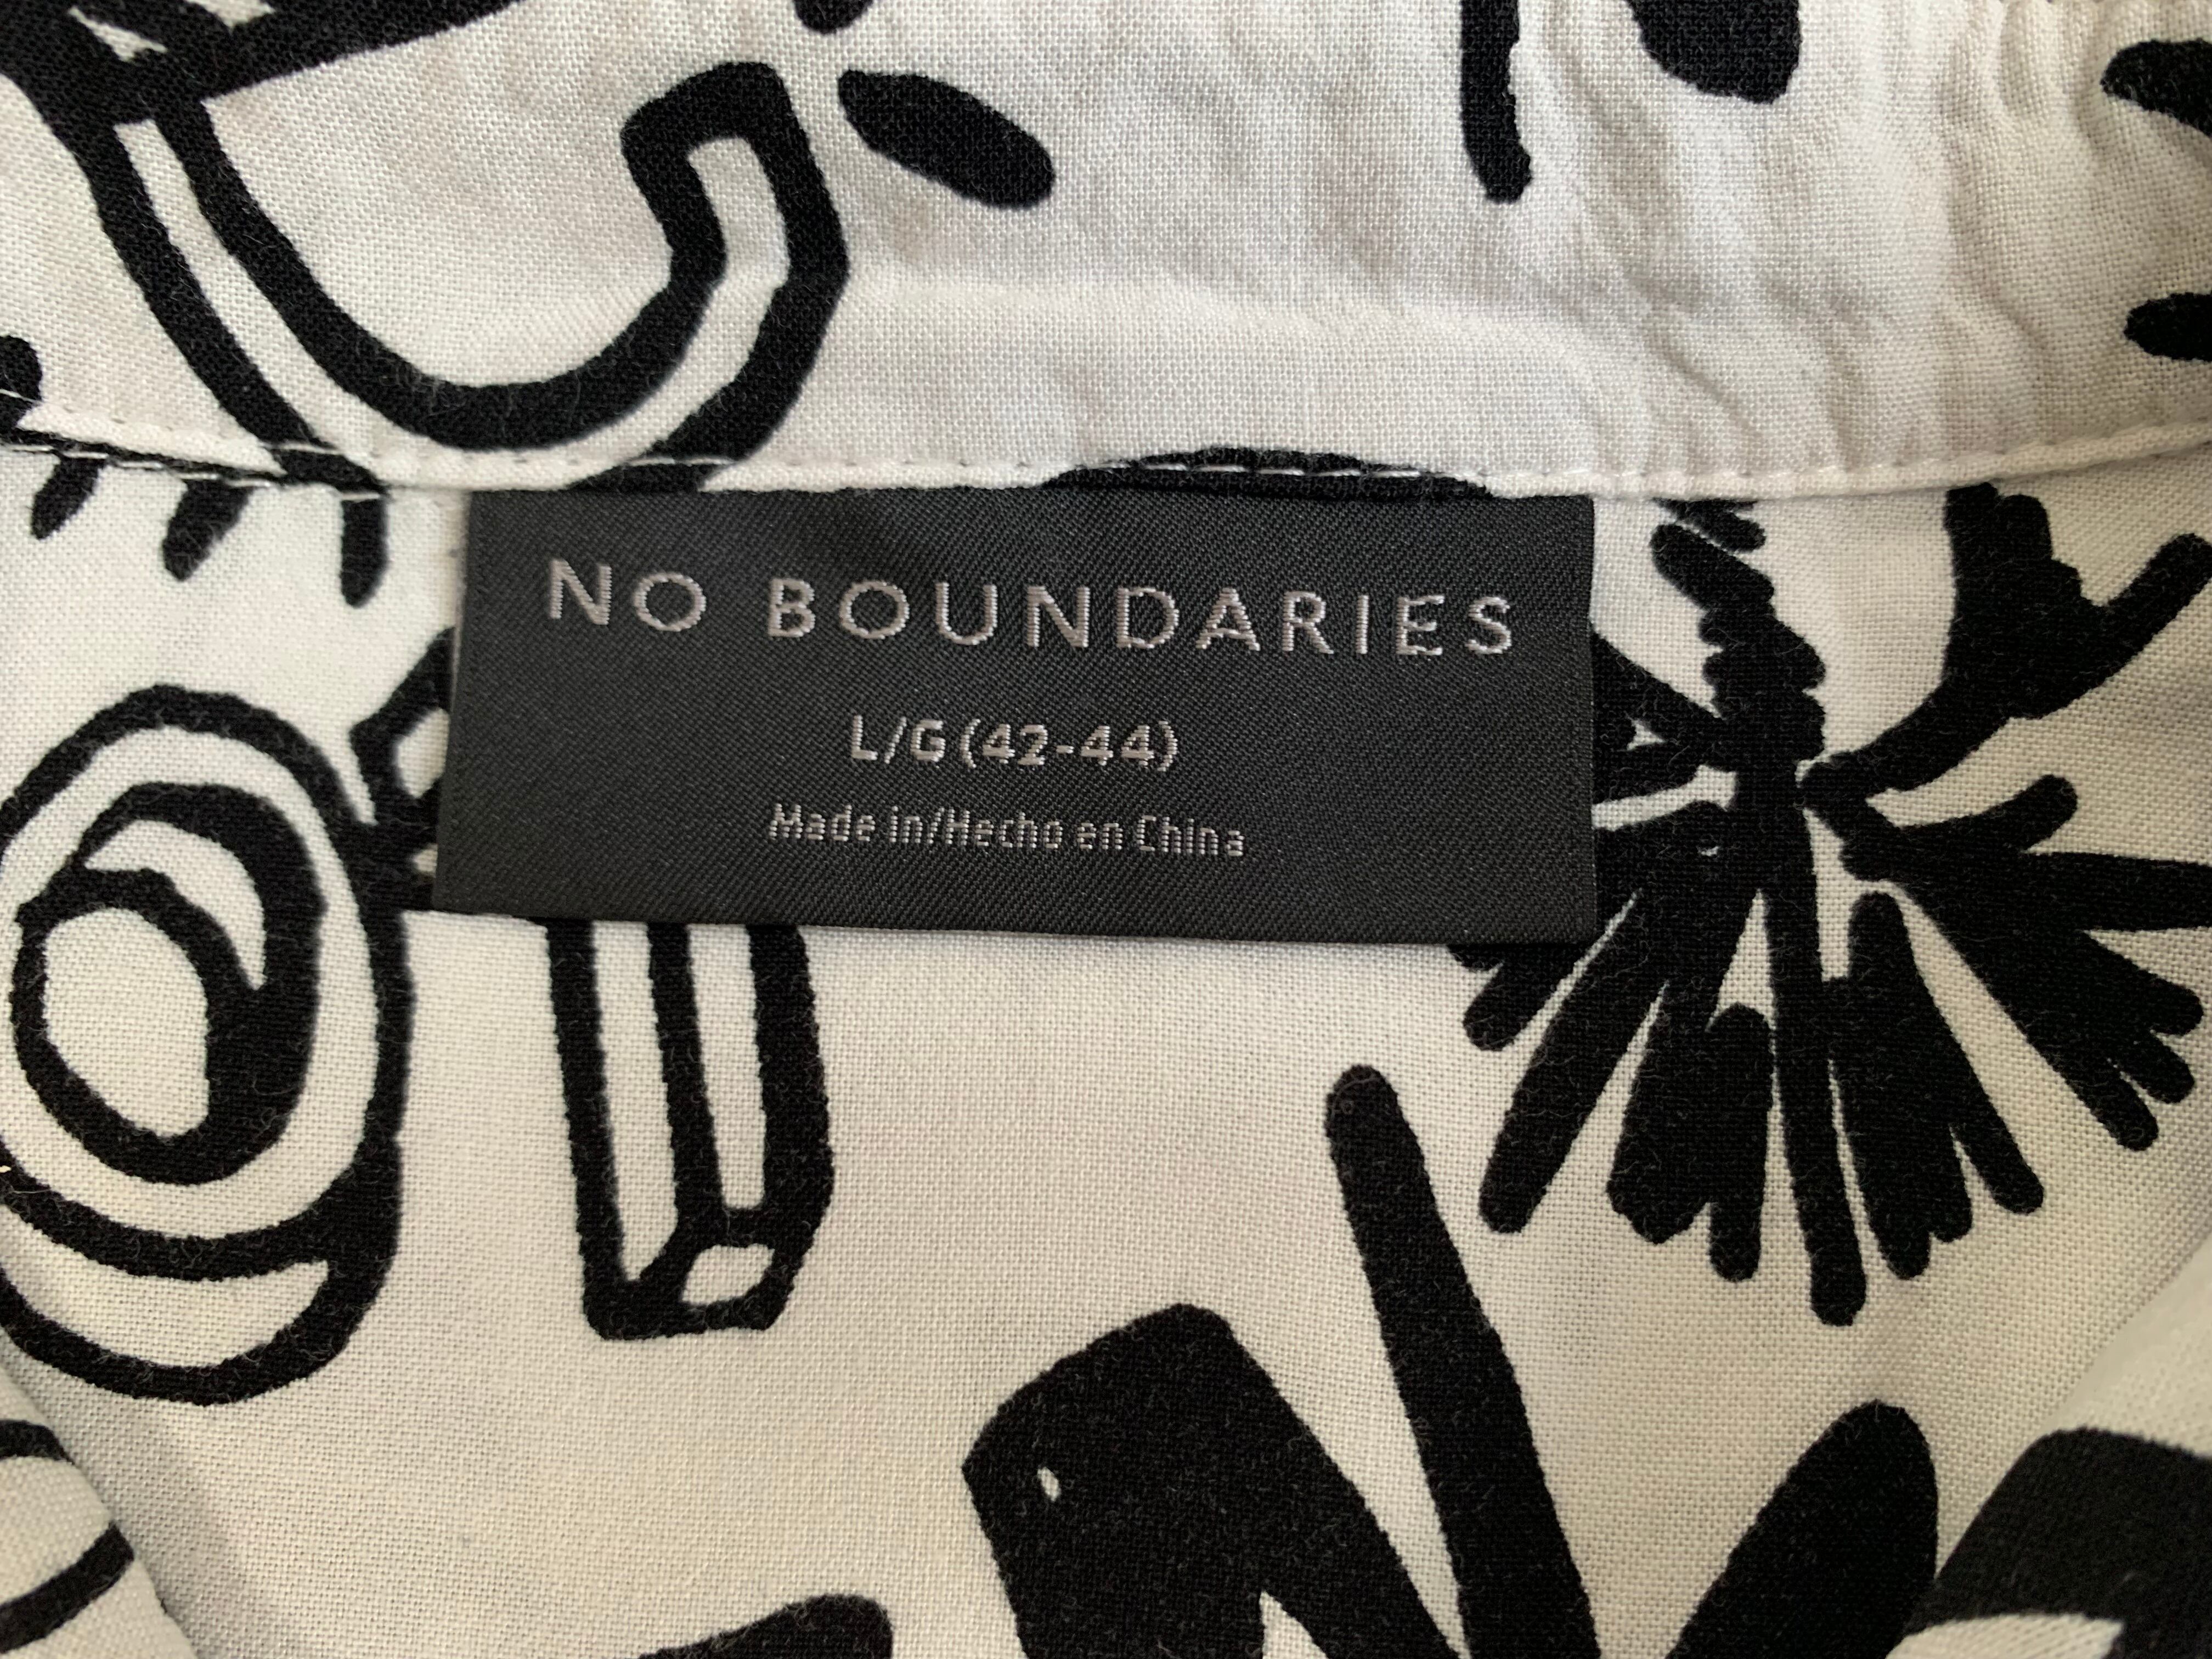 NO BOUNDARIES
L/G (42-44)
Made in/Hecho en China